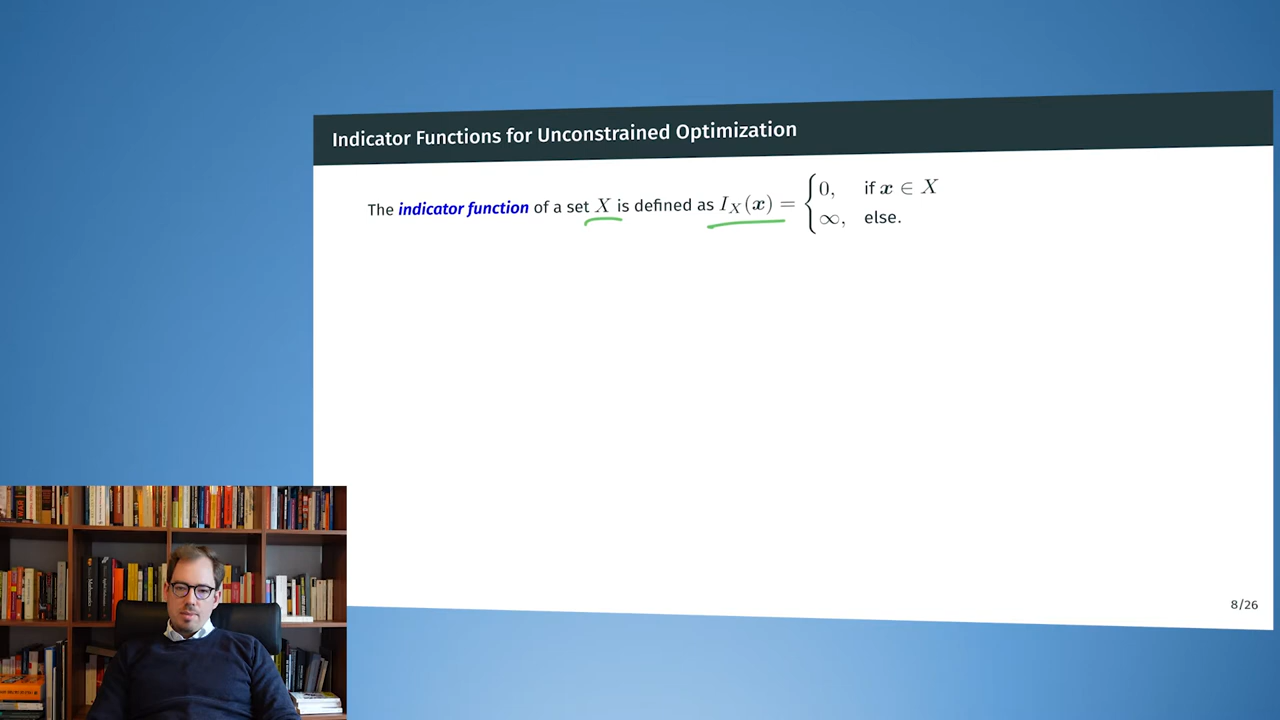 Indicator Functions for Unconstrained Optimization
The indicator function of a set X is defined as I_X(x) = { 0, if x ∈ X
∞, else.
8/26